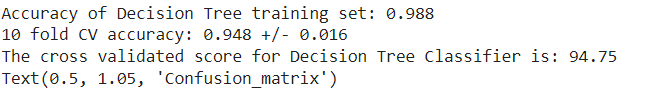 Accuracy of Decision Tree training set: 0.988
10 fold CV accuracy: 0.948 +/- 0.016
The cross validated score for Decision Tree Classifier is: 94.75
Text(0.5, 1.05, 'Confusion_matrix')